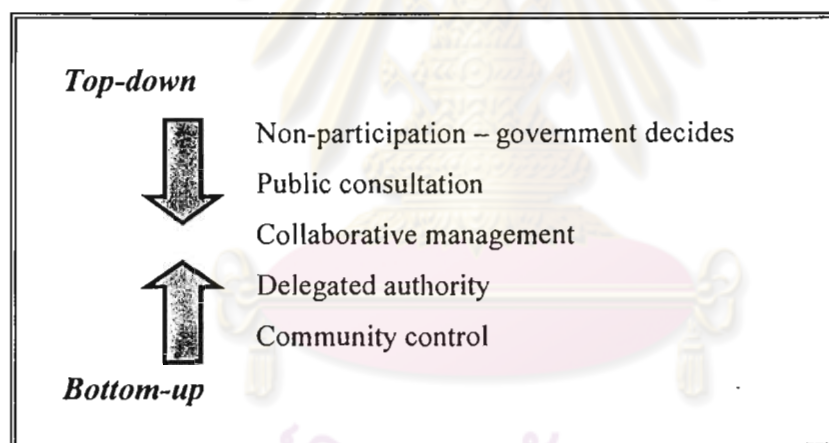 Top-down
Non-participation – government decides
Public consultation
Collaborative management
Delegated authority
Community control
Bottom-up